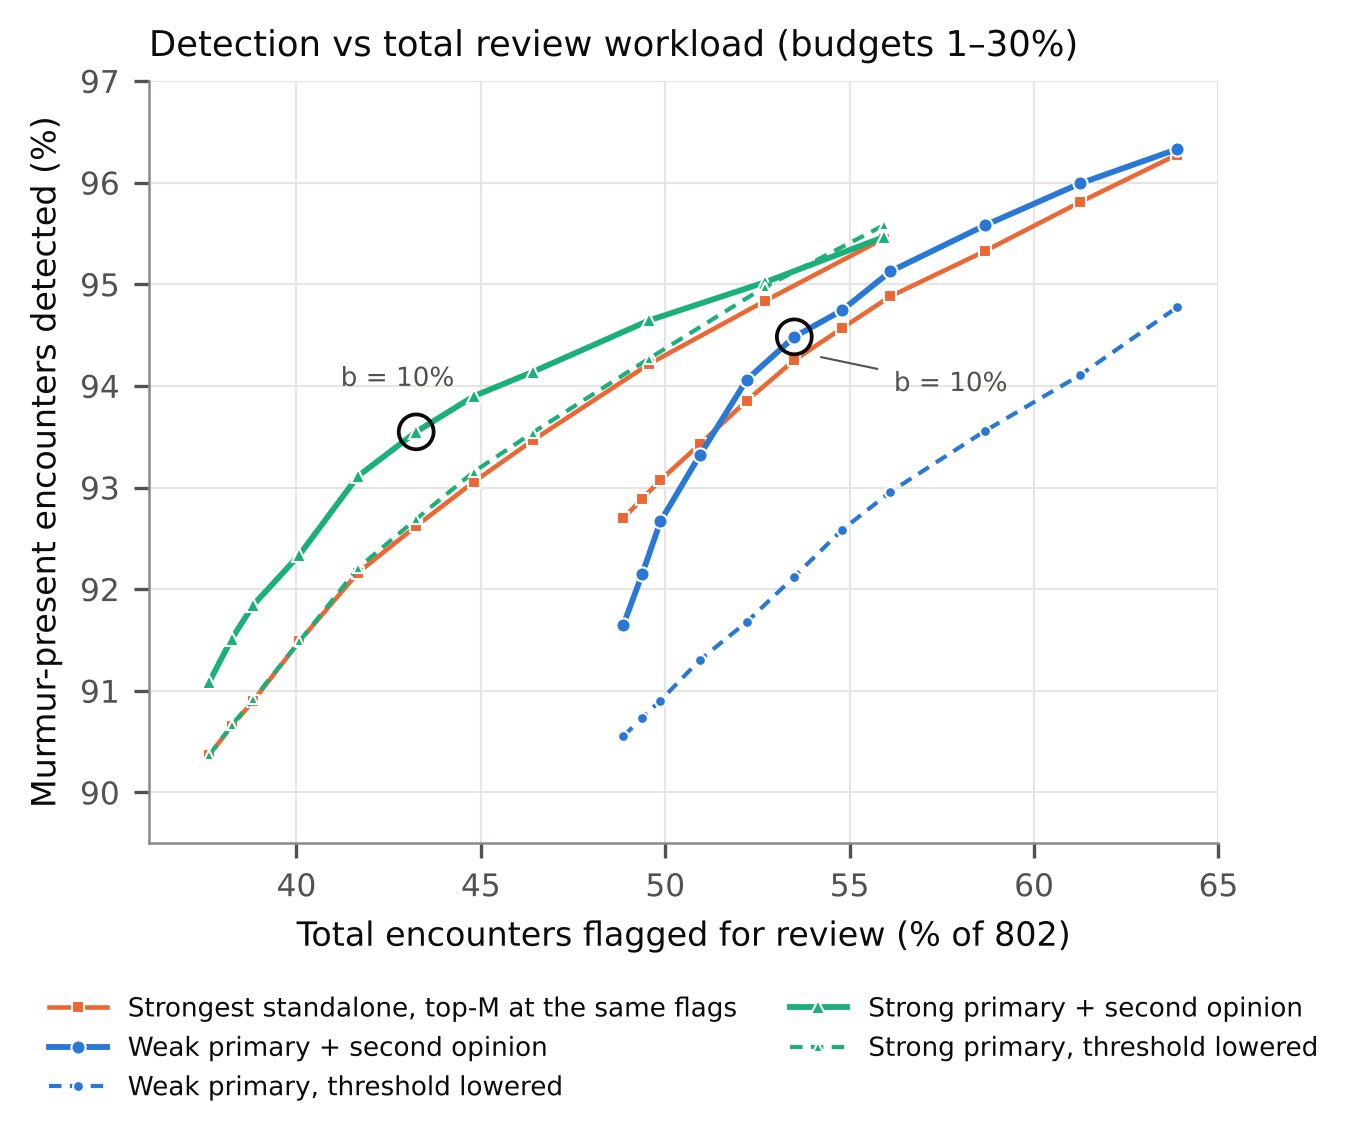 Detection vs total review workload (budgets 1–30%)
Murmur-present encounters detected (%)
97
96
95
94
93
92
91
90
b = 10%
b = 10%
40 45 50 55 60 65
Total encounters flagged for review (% of 802)
Strongest standalone, top-M at the same flags
Weak primary + second opinion
Weak primary, threshold lowered
Strong primary + second opinion
Strong primary, threshold lowered